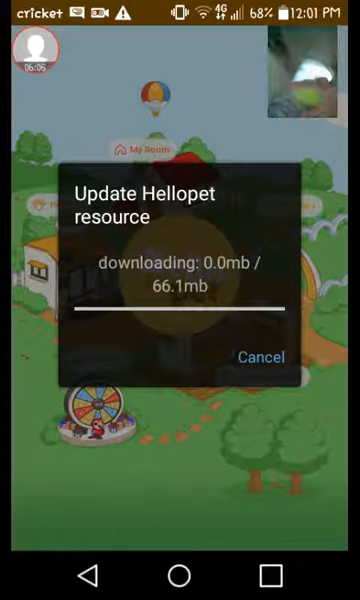 cricket 4G 68% 12:01 PM
06:05
My Room
Update Hellopet
resource
downloading: 0.0mb /
66.1mb
Cancel